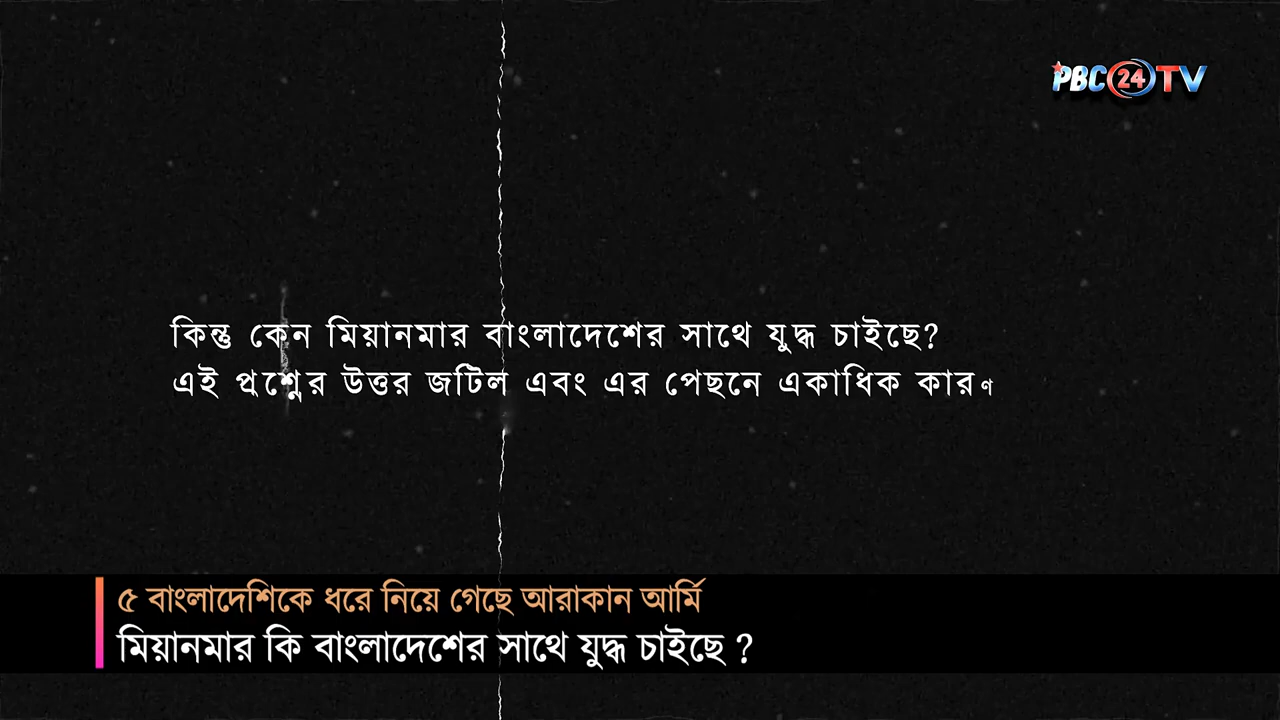 PBC 24 TV
কিন্তু কেন মিয়ানমার বাংলাদেশের সাথে যুদ্ধ চাইছে?
এই প্রশ্নের উত্তর জটিল এবং এর পেছনে একাধিক কারণ
৫ বাংলাদেশিকে ধরে নিয়ে গেছে আরাকান আর্মি
মিয়ানমার কি বাংলাদেশের সাথে যুদ্ধ চাইছে ?